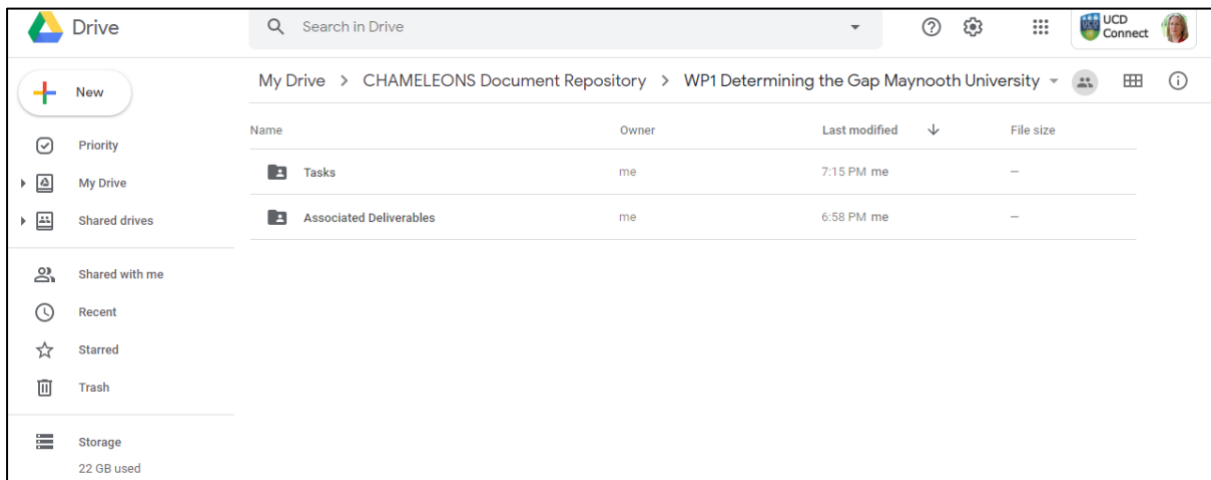 Drive
Search in Drive
UCD
Connect
New
My Drive > CHAMELEONS Document Repository > WP1 Determining the Gap Maynooth University
Name Owner Last modified File size
Priority
Tasks me 7:15 PM me –
My Drive
Shared drives
Associated Deliverables me 6:58 PM me –
Shared with me
Recent
Starred
Trash
Storage
22 GB used